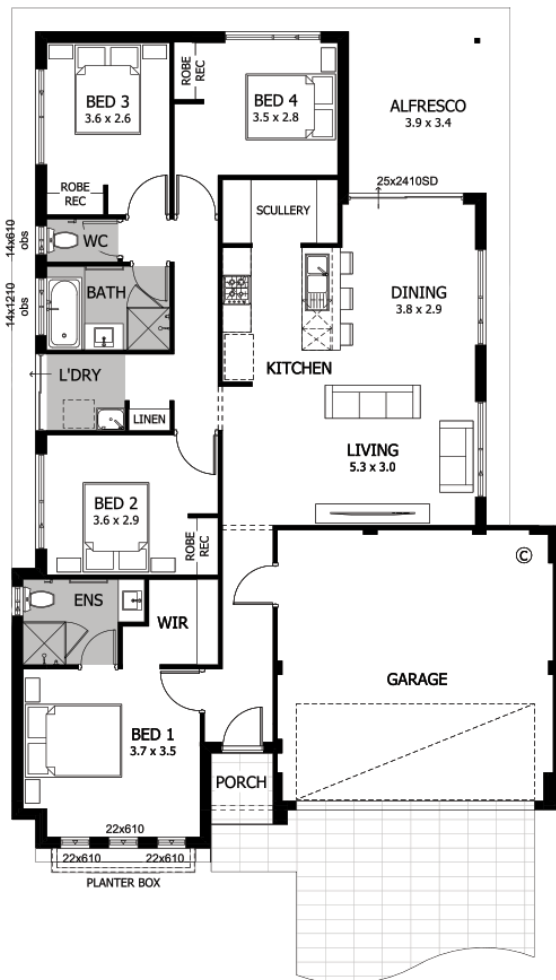 BED 3
3.6 x 2.6
ROBE
REC
BED 4
3.5 x 2.8
ALFRESCO
3.9 x 3.4
25x2410SD
ROBE
REC
SCULLERY
14x610
obs
WC
BATH
14x1210
obs
DINING
3.8 x 2.9
L'DRY
KITCHEN
LINEN
LIVING
5.3 x 3.0
BED 2
3.6 x 2.9
ROBE
REC
©
ENS
WIR
GARAGE
BED 1
3.7 x 3.5
PORCH
22x610
22x610
22x610
PLANTER BOX